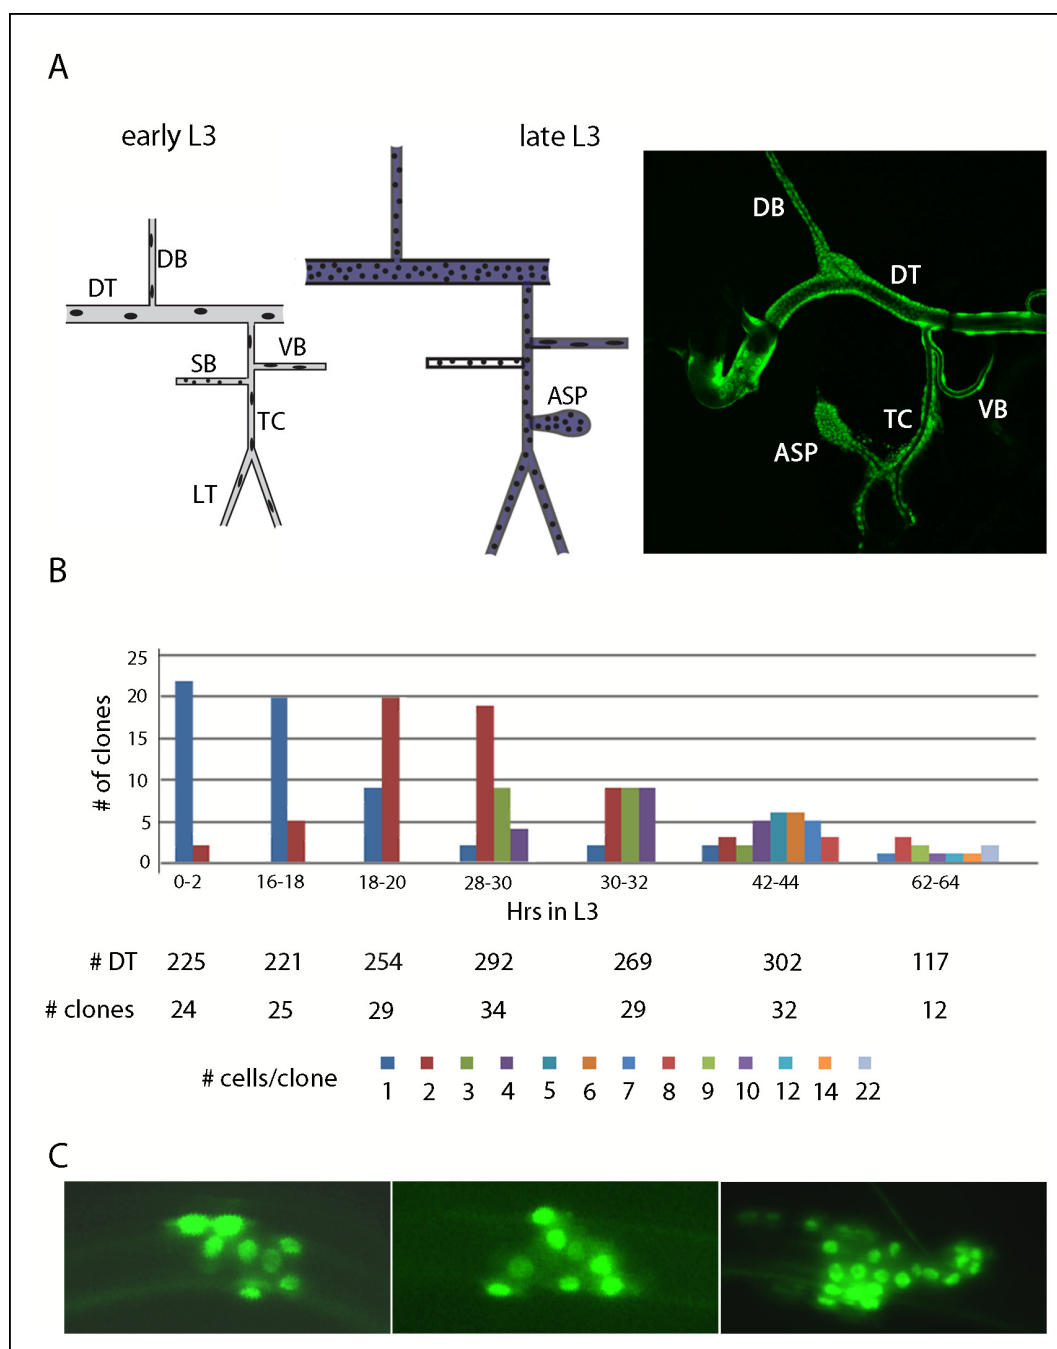 A
early L3
late L3
DB
DT
SB
VB
TC
LT
ASP
DB
DT
TC
VB
ASP
B
# of clones
25
20
15
10
5
0
0-2 16-18 18-20 28-30 30-32 42-44 62-64
Hrs in L3
# DT 225 221 254 292 269 302 117
# clones 24 25 29 34 29 32 12
# cells/clone
1 2 3 4 5 6 7 8 9 10 12 14 22
C